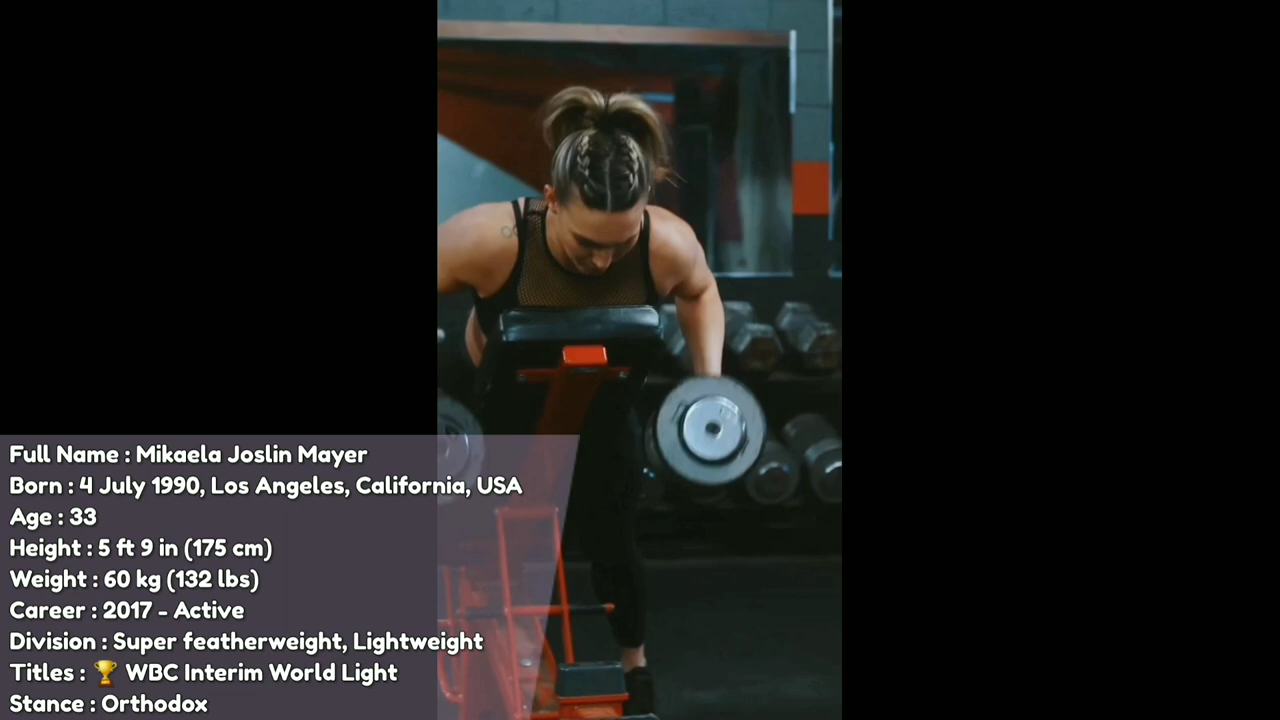 Full Name : Mikaela Joslin Mayer
Born : 4 July 1990, Los Angeles, California, USA
Age : 33
Height : 5 ft 9 in (175 cm)
Weight : 60 kg (132 lbs)
Career : 2017 - Active
Division : Super featherweight, Lightweight
Titles : 🏆 WBC Interim World Light
Stance : Orthodox